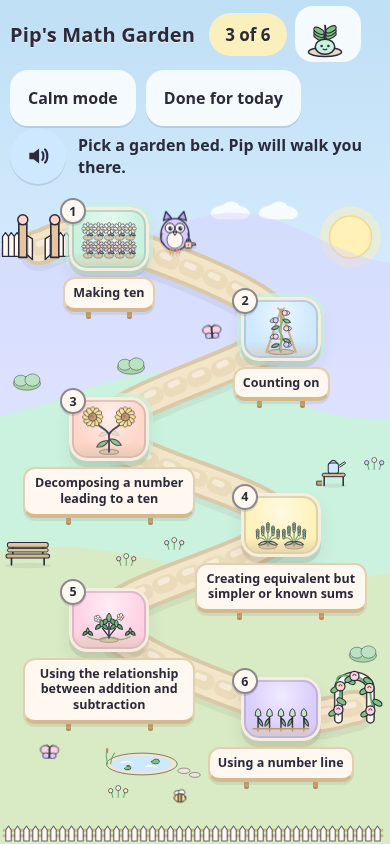 Pip's Math Garden
3 of 6
Calm mode
Done for today
Pick a garden bed. Pip will walk you
there.
1
Making ten
2
Counting on
3
Decomposing a number
leading to a ten
4
Creating equivalent but
simpler or known sums
5
Using the relationship
between addition and
subtraction
6
Using a number line